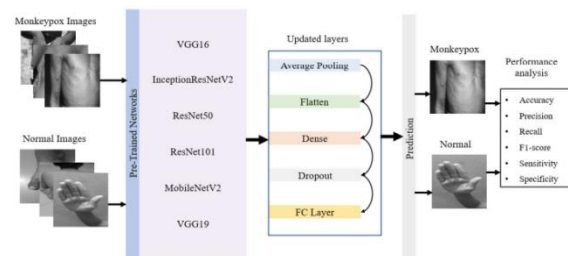 Monkeypox Images
Normal Images
Pre-Trained Networks
VGG16
InceptionResNetV2
ResNet50
ResNet101
MobileNetV2
VGG19
Updated layers
Average Pooling
Flatten
Dense
Dropout
FC Layer
Prediction
Monkeypox
Normal
Performance
analysis
• Accuracy
• Precision
• Recall
• F1-score
• Sensitivity
• Specificity